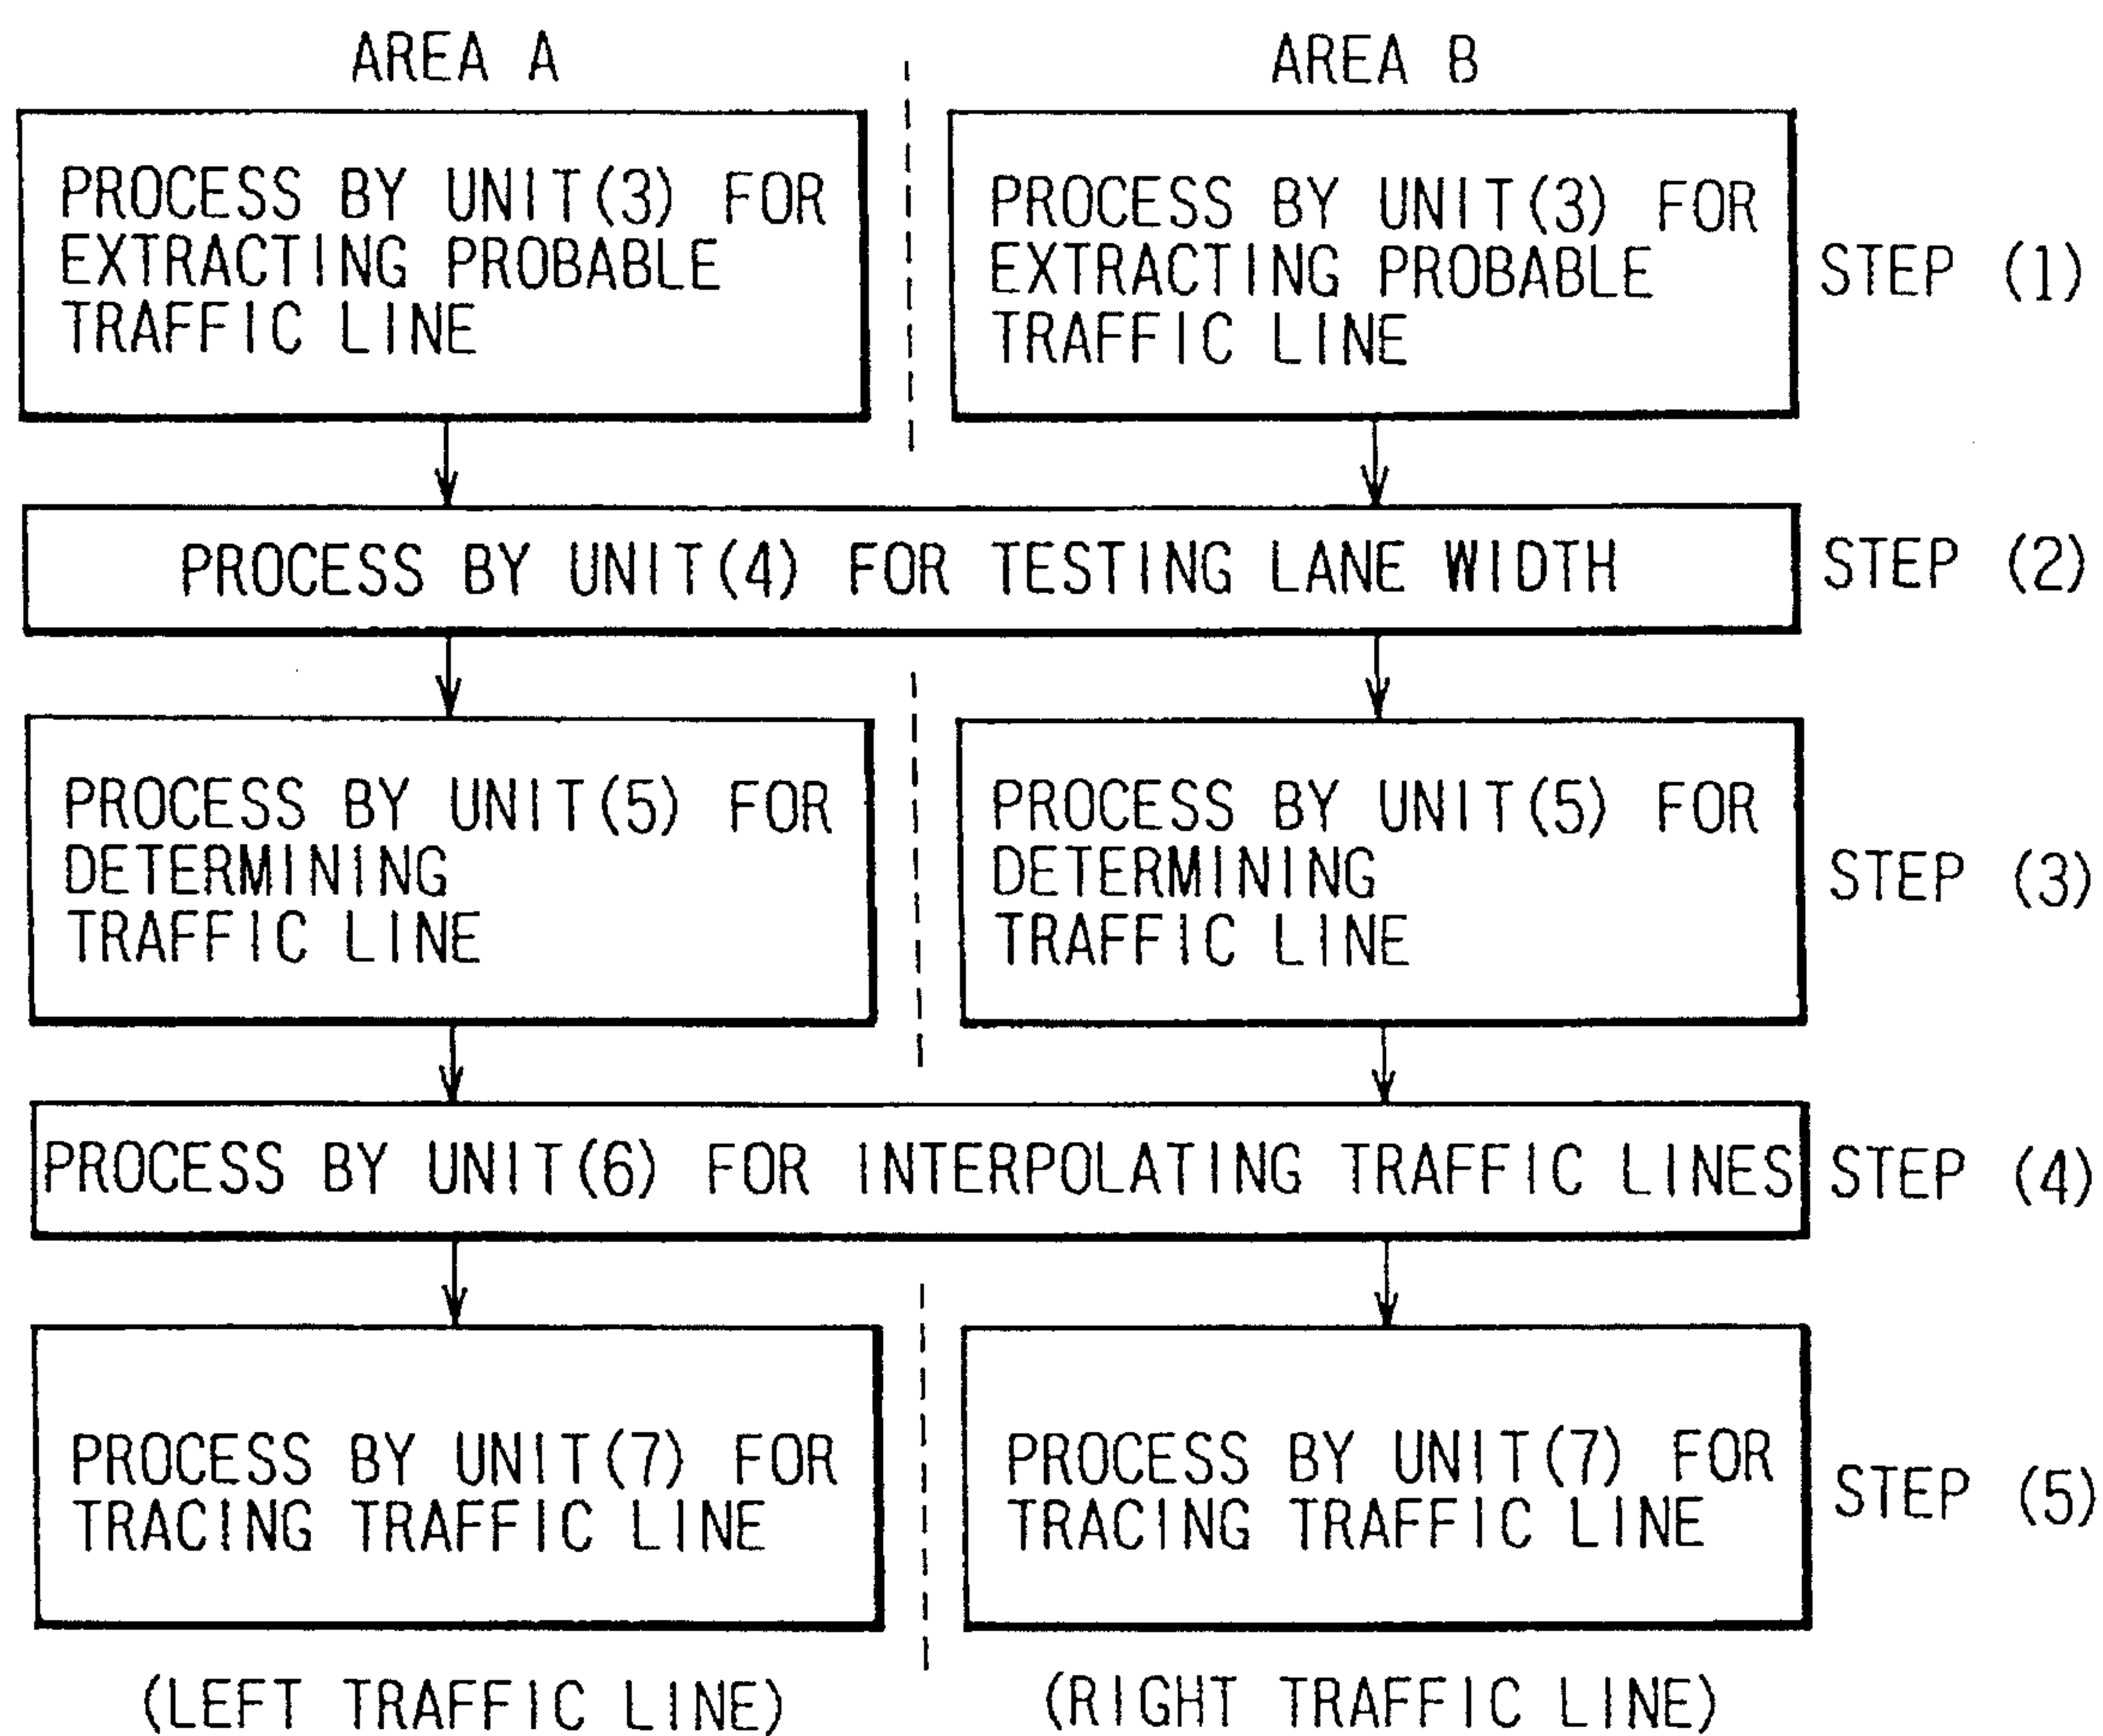 AREA A
AREA B
PROCESS BY UNIT(3) FOR
EXTRACTING PROBABLE
TRAFFIC LINE
PROCESS BY UNIT(3) FOR
EXTRACTING PROBABLE
TRAFFIC LINE
STEP (1)
PROCESS BY UNIT(4) FOR TESTING LANE WIDTH
STEP (2)
PROCESS BY UNIT(5) FOR
DETERMINING
TRAFFIC LINE
PROCESS BY UNIT(5) FOR
DETERMINING
TRAFFIC LINE
STEP (3)
PROCESS BY UNIT(6) FOR INTERPOLATING TRAFFIC LINES
STEP (4)
PROCESS BY UNIT(7) FOR
TRACING TRAFFIC LINE
PROCESS BY UNIT(7) FOR
TRACING TRAFFIC LINE
STEP (5)
(LEFT TRAFFIC LINE)
(RIGHT TRAFFIC LINE)